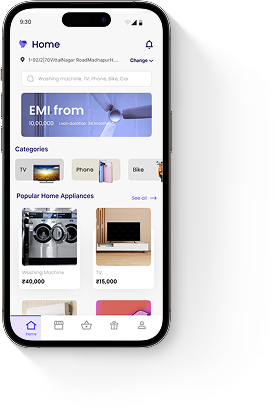 9:30
Home
1-92/2|70VittalNagar RoadMadhapurH...
Change
Washing machine, TV, Phone, Bike, Car
EMI from
10,00,000
Loan duration: 36 months
Categories
TV
Phone
Bike
Popular Home Appliances
See all
Washing Machine
₹40,000
TV
₹15,000
Home